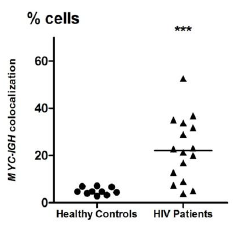 % cells
***
MYC-IGH colocalization
60
40
20
0
Healthy Controls
HIV Patients